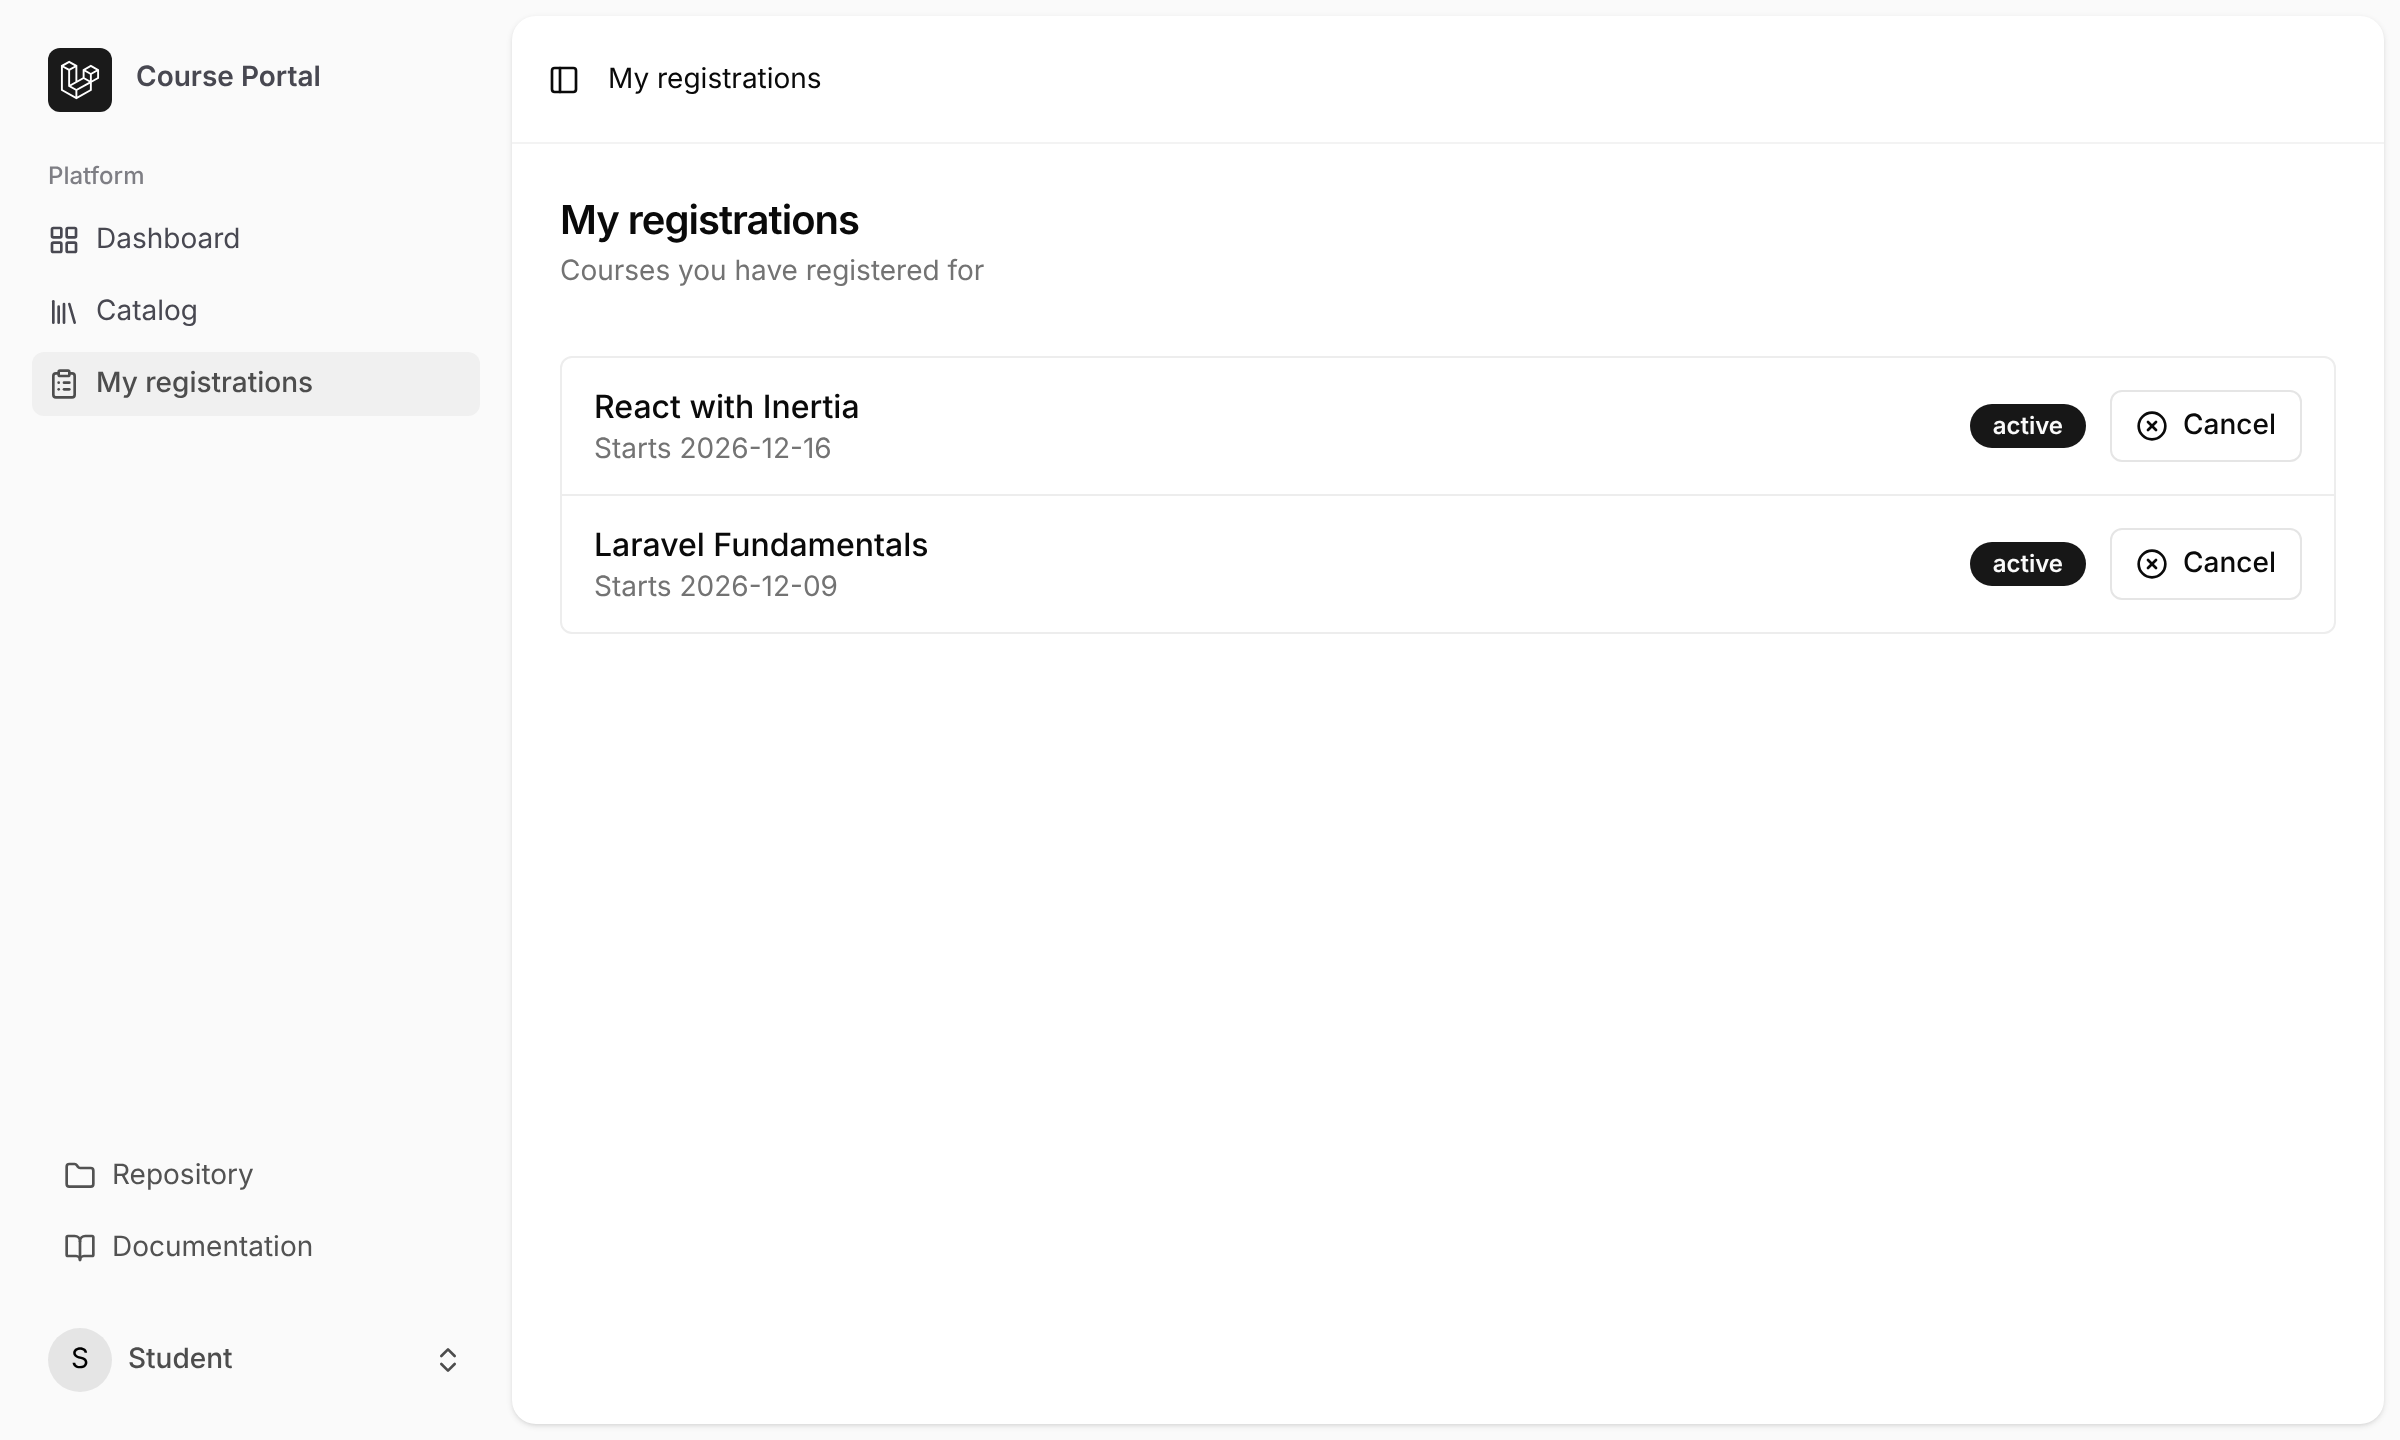 Course Portal
Platform
Dashboard
Catalog
My registrations
Repository
Documentation
S Student
My registrations
My registrations
Courses you have registered for
React with Inertia
Starts 2026-12-16
active
Cancel
Laravel Fundamentals
Starts 2026-12-09
active
Cancel